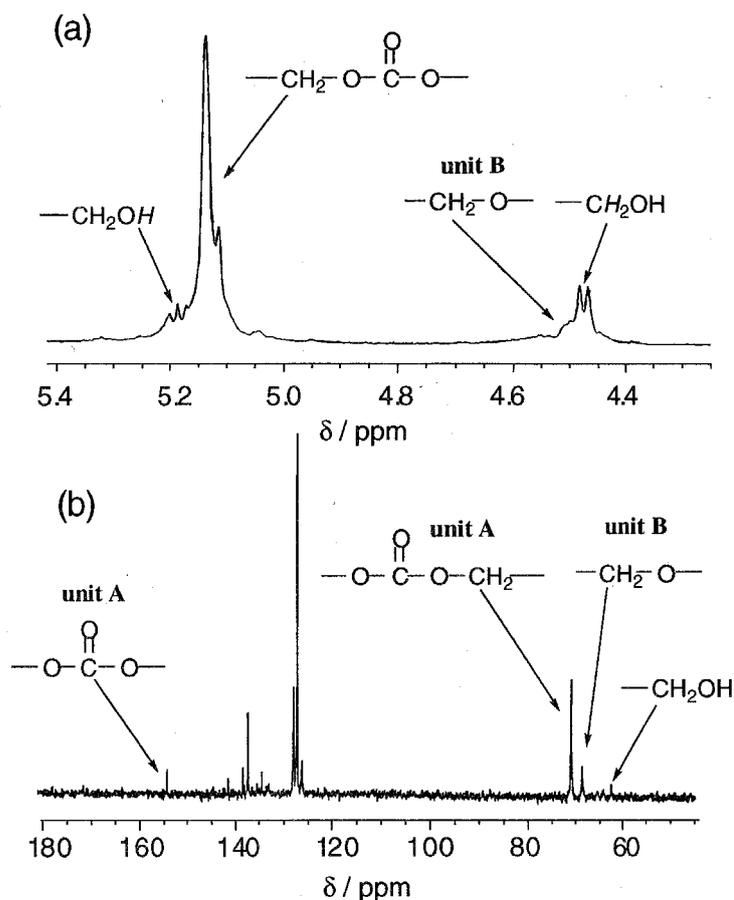 (a)
O
—CH₂—O—C—O—
unit B
—CH₂OH
—CH₂—O—
—CH₂OH
5.4 5.2 5.0 4.8 4.6 4.4
δ / ppm
(b)
unit A
unit B
O
—O—C—O—CH₂—
—CH₂—O—
unit A
O
—O—C—O—
—CH₂OH
180 160 140 120 100 80 60
δ / ppm